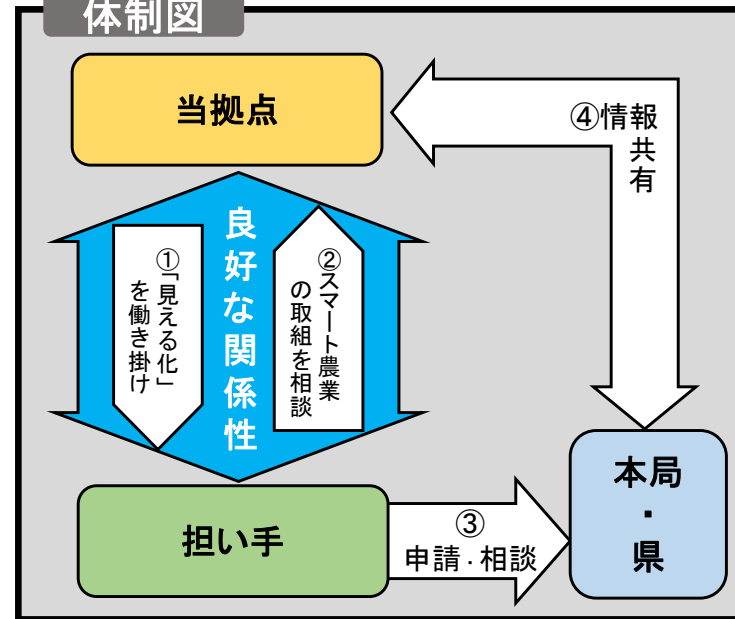 体制図
当拠点
④情報
共
有
良好な関係性
①「見える化」
を働き掛け
②スマート農業
の取組を相談
担い手
③
申請・相談
本局
・
県